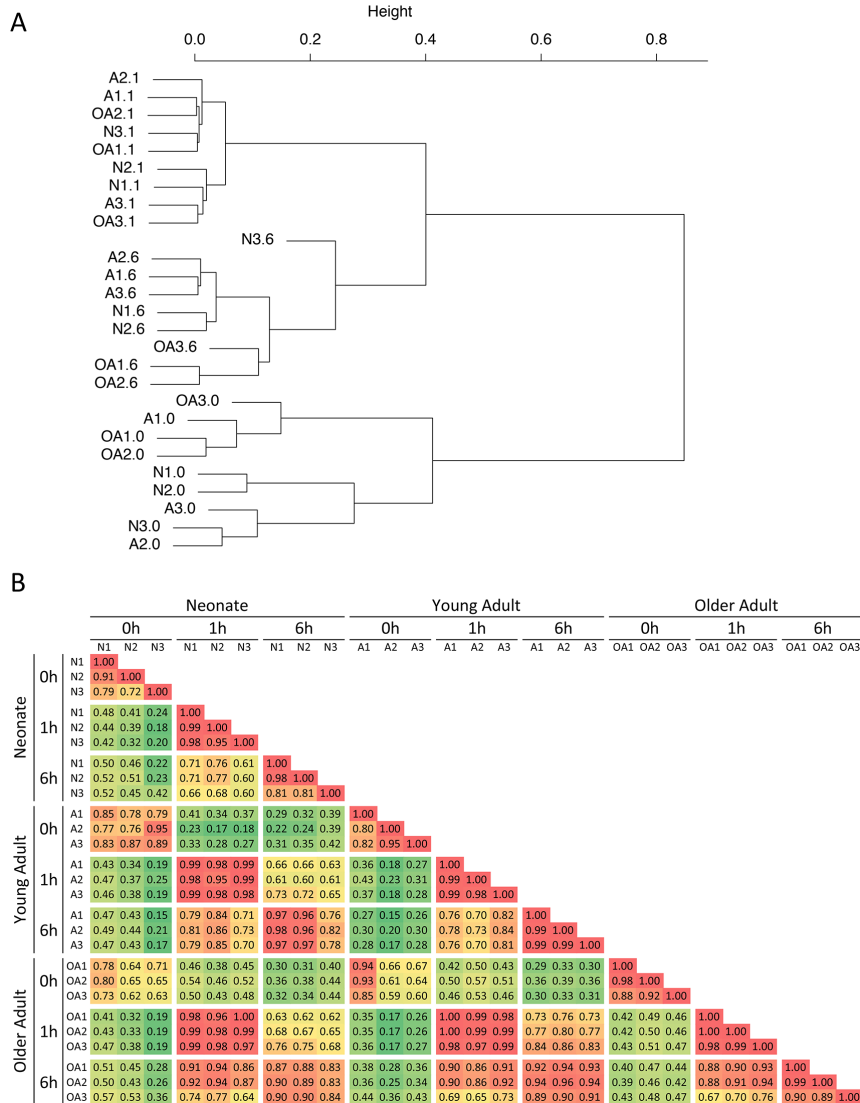 A
Height
0.0 0.2 0.4 0.6 0.8
A2.1
A1.1
OA2.1
N3.1
OA1.1
N2.1
N1.1
A3.1
OA3.1
N3.6
A2.6
A1.6
A3.6
N1.6
N2.6
OA3.6
OA1.6
OA2.6
OA3.0
A1.0
OA1.0
OA2.0
N1.0
N2.0
A3.0
N3.0
A2.0
B
Neonate Young Adult Older Adult
0h 1h 6h 0h 1h 6h 0h 1h 6h
N1 N2 N3 N1 N2 N3 N1 N2 N3 A1 A2 A3 A1 A2 A3 A1 A2 A3 OA1 OA2 OA3 OA1 OA2 OA3 OA1 OA2 OA3
Neonate
0h
N1 1.00
N2 0.91 1.00
N3 0.79 0.72 1.00
1h
N1 0.48 0.41 0.24 1.00
N2 0.44 0.39 0.18 0.99 1.00
N3 0.42 0.32 0.20 0.98 0.95 1.00
6h
N1 0.50 0.46 0.22 0.71 0.76 0.61 1.00
N2 0.52 0.51 0.23 0.71 0.77 0.60 0.98 1.00
N3 0.52 0.45 0.42 0.66 0.68 0.60 0.81 0.81 1.00
Young Adult
0h
A1 0.85 0.78 0.79 0.41 0.34 0.37 0.29 0.32 0.39 1.00
A2 0.77 0.76 0.95 0.23 0.17 0.18 0.22 0.24 0.39 0.80 1.00
A3 0.83 0.87 0.89 0.33 0.28 0.27 0.31 0.35 0.42 0.82 0.95 1.00
1h
A1 0.43 0.34 0.19 0.99 0.98 0.99 0.66 0.66 0.63 0.36 0.18 0.27 1.00
A2 0.47 0.37 0.25 0.98 0.95 0.99 0.61 0.60 0.61 0.43 0.23 0.31 0.99 1.00
A3 0.46 0.38 0.19 0.99 0.98 0.98 0.73 0.72 0.65 0.37 0.18 0.28 0.99 0.98 1.00
6h
A1 0.47 0.43 0.15 0.79 0.84 0.71 0.97 0.96 0.76 0.27 0.15 0.26 0.76 0.70 0.82 1.00
A2 0.49 0.44 0.21 0.81 0.86 0.73 0.98 0.96 0.82 0.30 0.20 0.30 0.78 0.73 0.84 0.99 1.00
A3 0.47 0.43 0.17 0.79 0.85 0.70 0.97 0.97 0.78 0.28 0.17 0.28 0.76 0.70 0.81 0.99 0.99 1.00
Older Adult
0h
OA1 0.78 0.64 0.71 0.46 0.38 0.45 0.30 0.31 0.40 0.94 0.66 0.67 0.42 0.50 0.43 0.29 0.33 0.30 1.00
OA2 0.80 0.65 0.65 0.54 0.46 0.52 0.36 0.38 0.44 0.93 0.61 0.64 0.50 0.57 0.51 0.36 0.39 0.36 0.98 1.00
OA3 0.73 0.62 0.63 0.50 0.43 0.48 0.32 0.34 0.44 0.85 0.59 0.60 0.46 0.53 0.46 0.30 0.33 0.31 0.88 0.92 1.00
1h
OA1 0.41 0.32 0.19 0.98 0.96 1.00 0.63 0.62 0.62 0.35 0.17 0.26 1.00 0.99 0.98 0.73 0.76 0.73 0.42 0.49 0.46 1.00
OA2 0.43 0.33 0.19 0.99 0.98 0.99 0.68 0.67 0.65 0.35 0.17 0.26 1.00 0.99 0.99 0.77 0.80 0.77 0.42 0.50 0.46 1.00 1.00
OA3 0.47 0.38 0.19 0.99 0.98 0.97 0.76 0.75 0.68 0.35 0.17 0.27 0.98 0.97 0.99 0.84 0.86 0.83 0.43 0.51 0.47 0.98 0.99 1.00
6h
OA1 0.51 0.45 0.28 0.91 0.94 0.86 0.87 0.88 0.83 0.38 0.28 0.36 0.90 0.86 0.91 0.92 0.94 0.93 0.40 0.48 0.44 0.88 0.90 0.93 1.00
OA2 0.50 0.43 0.26 0.92 0.94 0.87 0.90 0.89 0.83 0.36 0.25 0.34 0.90 0.86 0.92 0.94 0.96 0.94 0.39 0.46 0.42 0.88 0.91 0.94 0.99 1.00
OA3 0.57 0.53 0.36 0.74 0.77 0.64 0.90 0.90 0.84 0.44 0.36 0.43 0.69 0.65 0.73 0.89 0.90 0.91 0.43 0.47 0.47 0.67 0.70 0.76 0.90 0.89 1.00